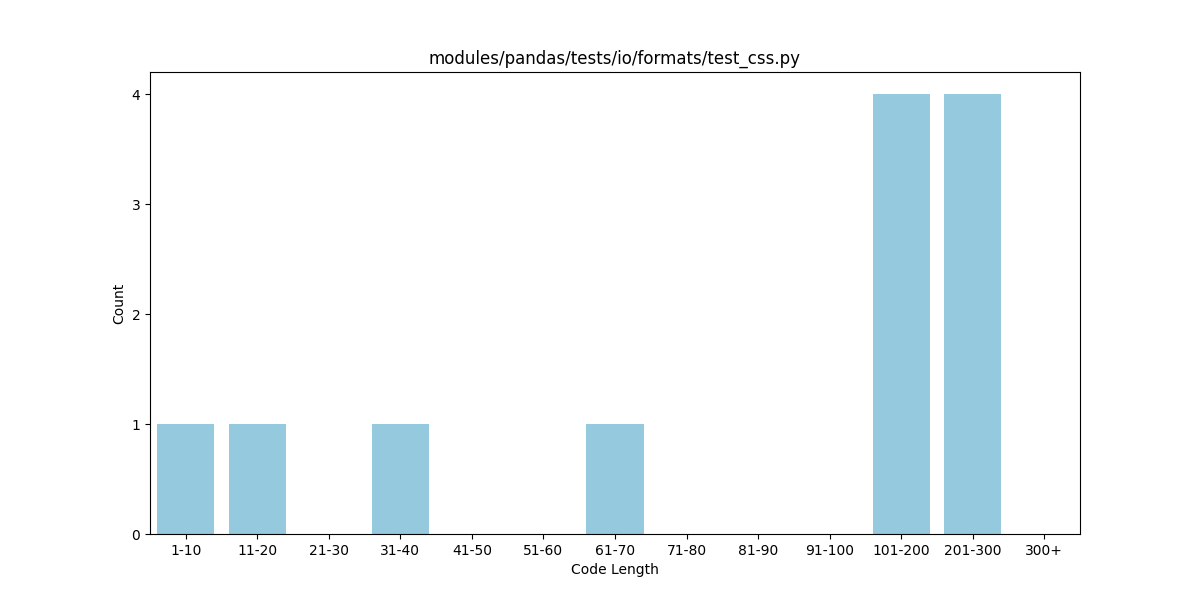 modules/pandas/tests/io/formats/test_css.py
Count
4
3
2
1
0
1-10 11-20 21-30 31-40 41-50 51-60 61-70 71-80 81-90 91-100 101-200 201-300 300+
Code Length